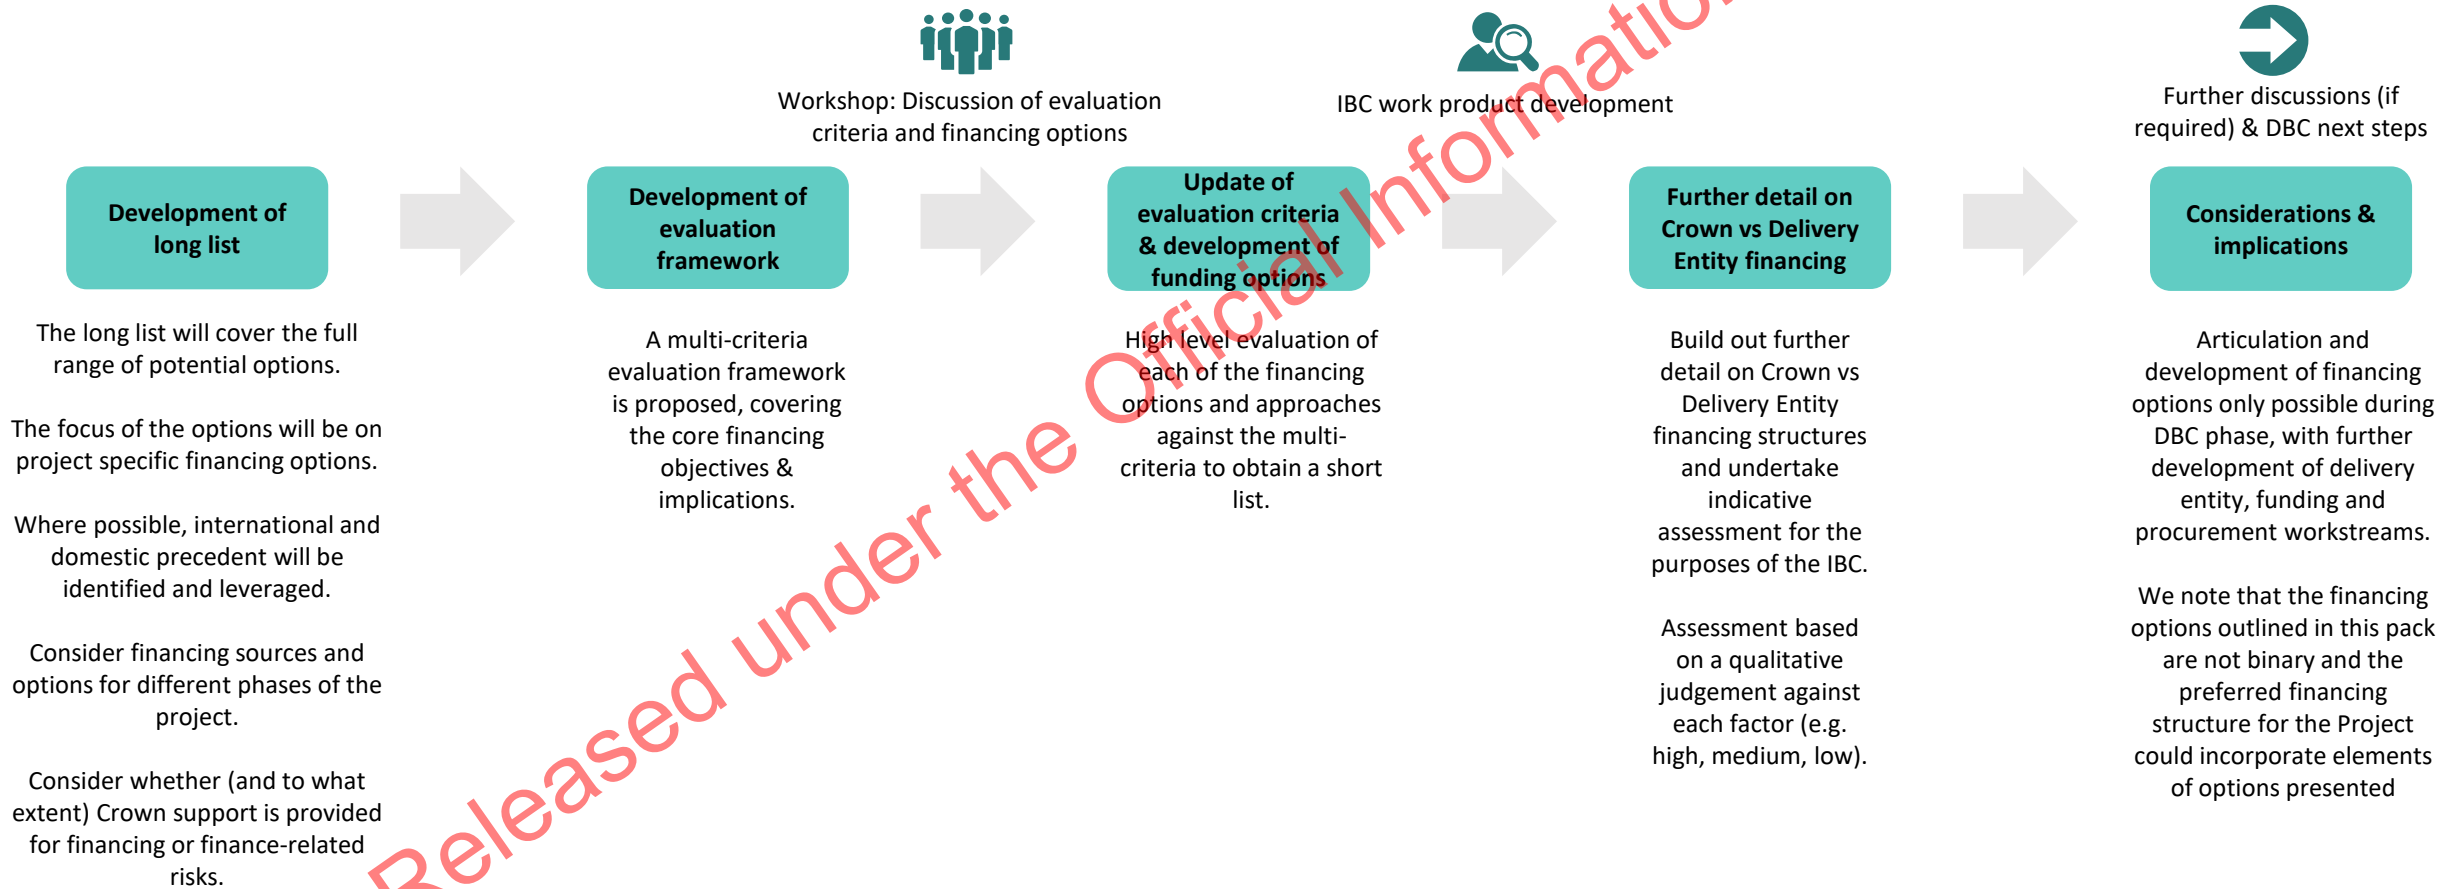 Workshop: Discussion of evaluation
criteria and financing options
IBC work product development
Further discussions (if
required) & DBC next steps
Development of
long list
The long list will cover the full
range of potential options.
The focus of the options will be on
project specific financing options.
Where possible, international and
domestic precedent will be
identified and leveraged.
Consider financing sources and
options for different phases of the
project.
Consider whether (and to what
extent) Crown support is provided
for financing or finance-related
risks.
Development of
evaluation
framework
A multi-criteria
evaluation framework
is proposed, covering
the core financing
objectives &
implications.
Update of
evaluation criteria
& development of
funding options
High level evaluation of
each of the financing
options and approaches
against the multi-
criteria to obtain a short
list.
Further detail on
Crown vs Delivery
Entity financing
Build out further
detail on Crown vs
Delivery Entity
financing structures
and undertake
indicative
assessment for the
purposes of the IBC.
Assessment based
on a qualitative
judgement against
each factor (e.g.
high, medium, low).
Considerations &
implications
Articulation and
development of financing
options only possible during
DBC phase, with further
development of delivery
entity, funding and
procurement workstreams.
We note that the financing
options outlined in this pack
are not binary and the
preferred financing
structure for the Project
could incorporate elements
of options presented
Released under the Official Information